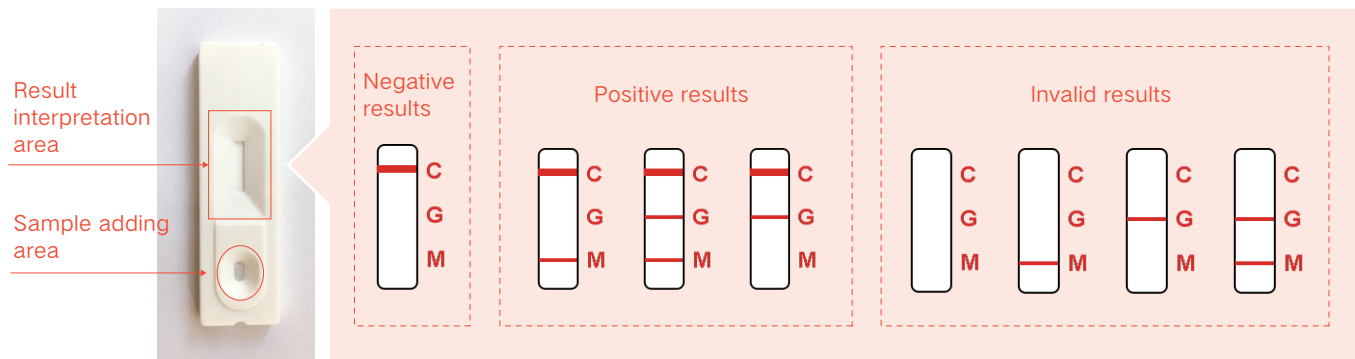 Result
interpretation
area
Sample adding
area
Negative
results
C
G
M
Positive results
C
G
M
C
G
M
C
G
M
Invalid results
C
G
M
C
G
M
C
G
M
C
G
M